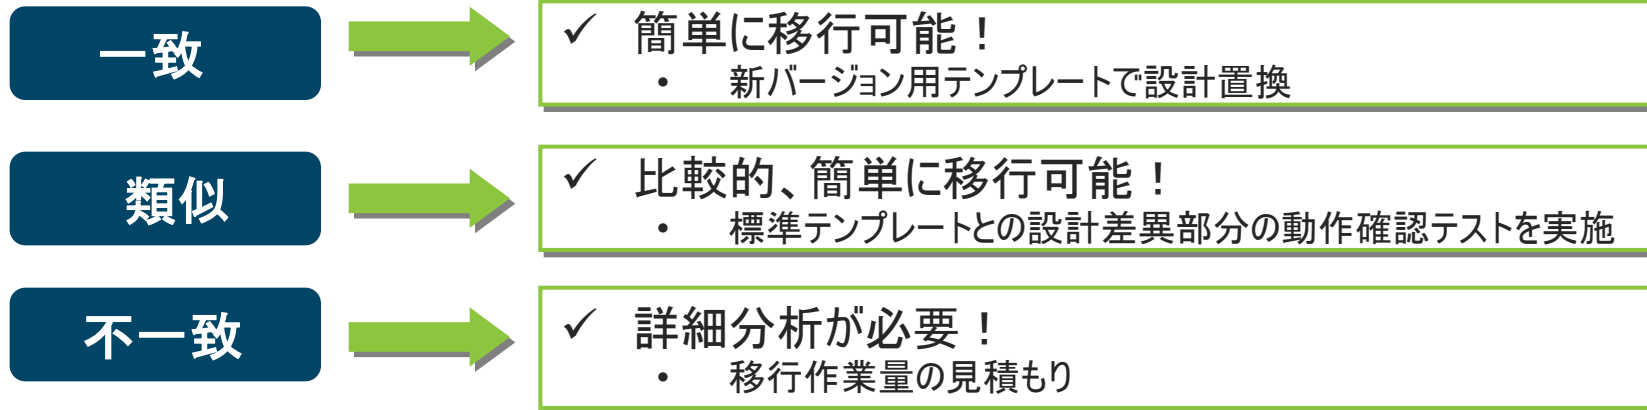 一致
✓ 簡単に移行可能！
• 新バージョン用テンプレートで設計置換
類似
✓ 比較的、簡単に移行可能！
• 標準テンプレートとの設計差異部分の動作確認テストを実施
不一致
✓ 詳細分析が必要！
• 移行作業量の見積もり